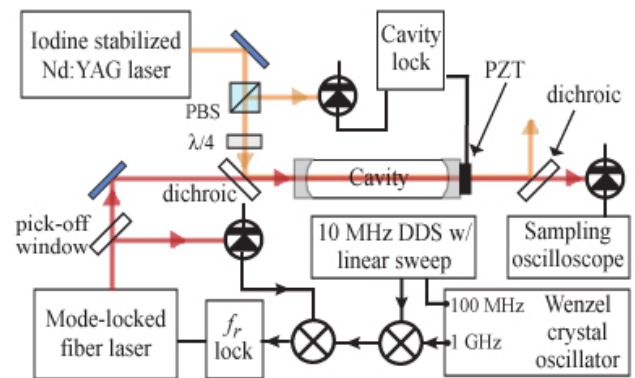 Iodine stabilized
Nd:YAG laser
Cavity
lock
PZT
dichroic
PBS
λ/4
dichroic
Cavity
pick-off
window
10 MHz DDS w/
linear sweep
Sampling
oscilloscope
Mode-locked
fiber laser
f_r
lock
100 MHz
1 GHz
Wenzel
crystal
oscillator